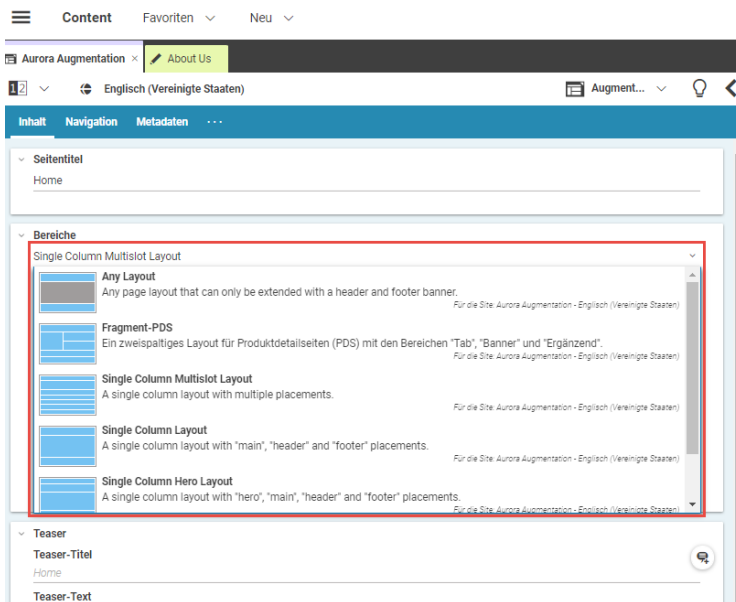 Content Favoriten Neu
Aurora Augmentation × About Us
12 Englisch (Vereinigte Staaten) Augment...
Inhalt Navigation Metadaten ...
Seitentitel
Home
Bereiche
Single Column Multislot Layout
Any Layout
Any page layout that can only be extended with a header and footer banner.
Für die Site: Aurora Augmentation - Englisch (Vereinigte Staaten)
Fragment-PDS
Ein zweispaltiges Layout für Produktdetailseiten (PDS) mit den Bereichen "Tab", "Banner" und "Ergänzend".
Für die Site: Aurora Augmentation - Englisch (Vereinigte Staaten)
Single Column Multislot Layout
A single column layout with multiple placements.
Für die Site: Aurora Augmentation - Englisch (Vereinigte Staaten)
Single Column Layout
A single column layout with "main", "header" and "footer" placements.
Für die Site: Aurora Augmentation - Englisch (Vereinigte Staaten)
Single Column Hero Layout
A single column layout with "hero", "main", "header" and "footer" placements.
Für die Site: Aurora Augmentation - Englisch (Vereinigte Staaten)
Teaser
Teaser-Titel
Home
Teaser-Text